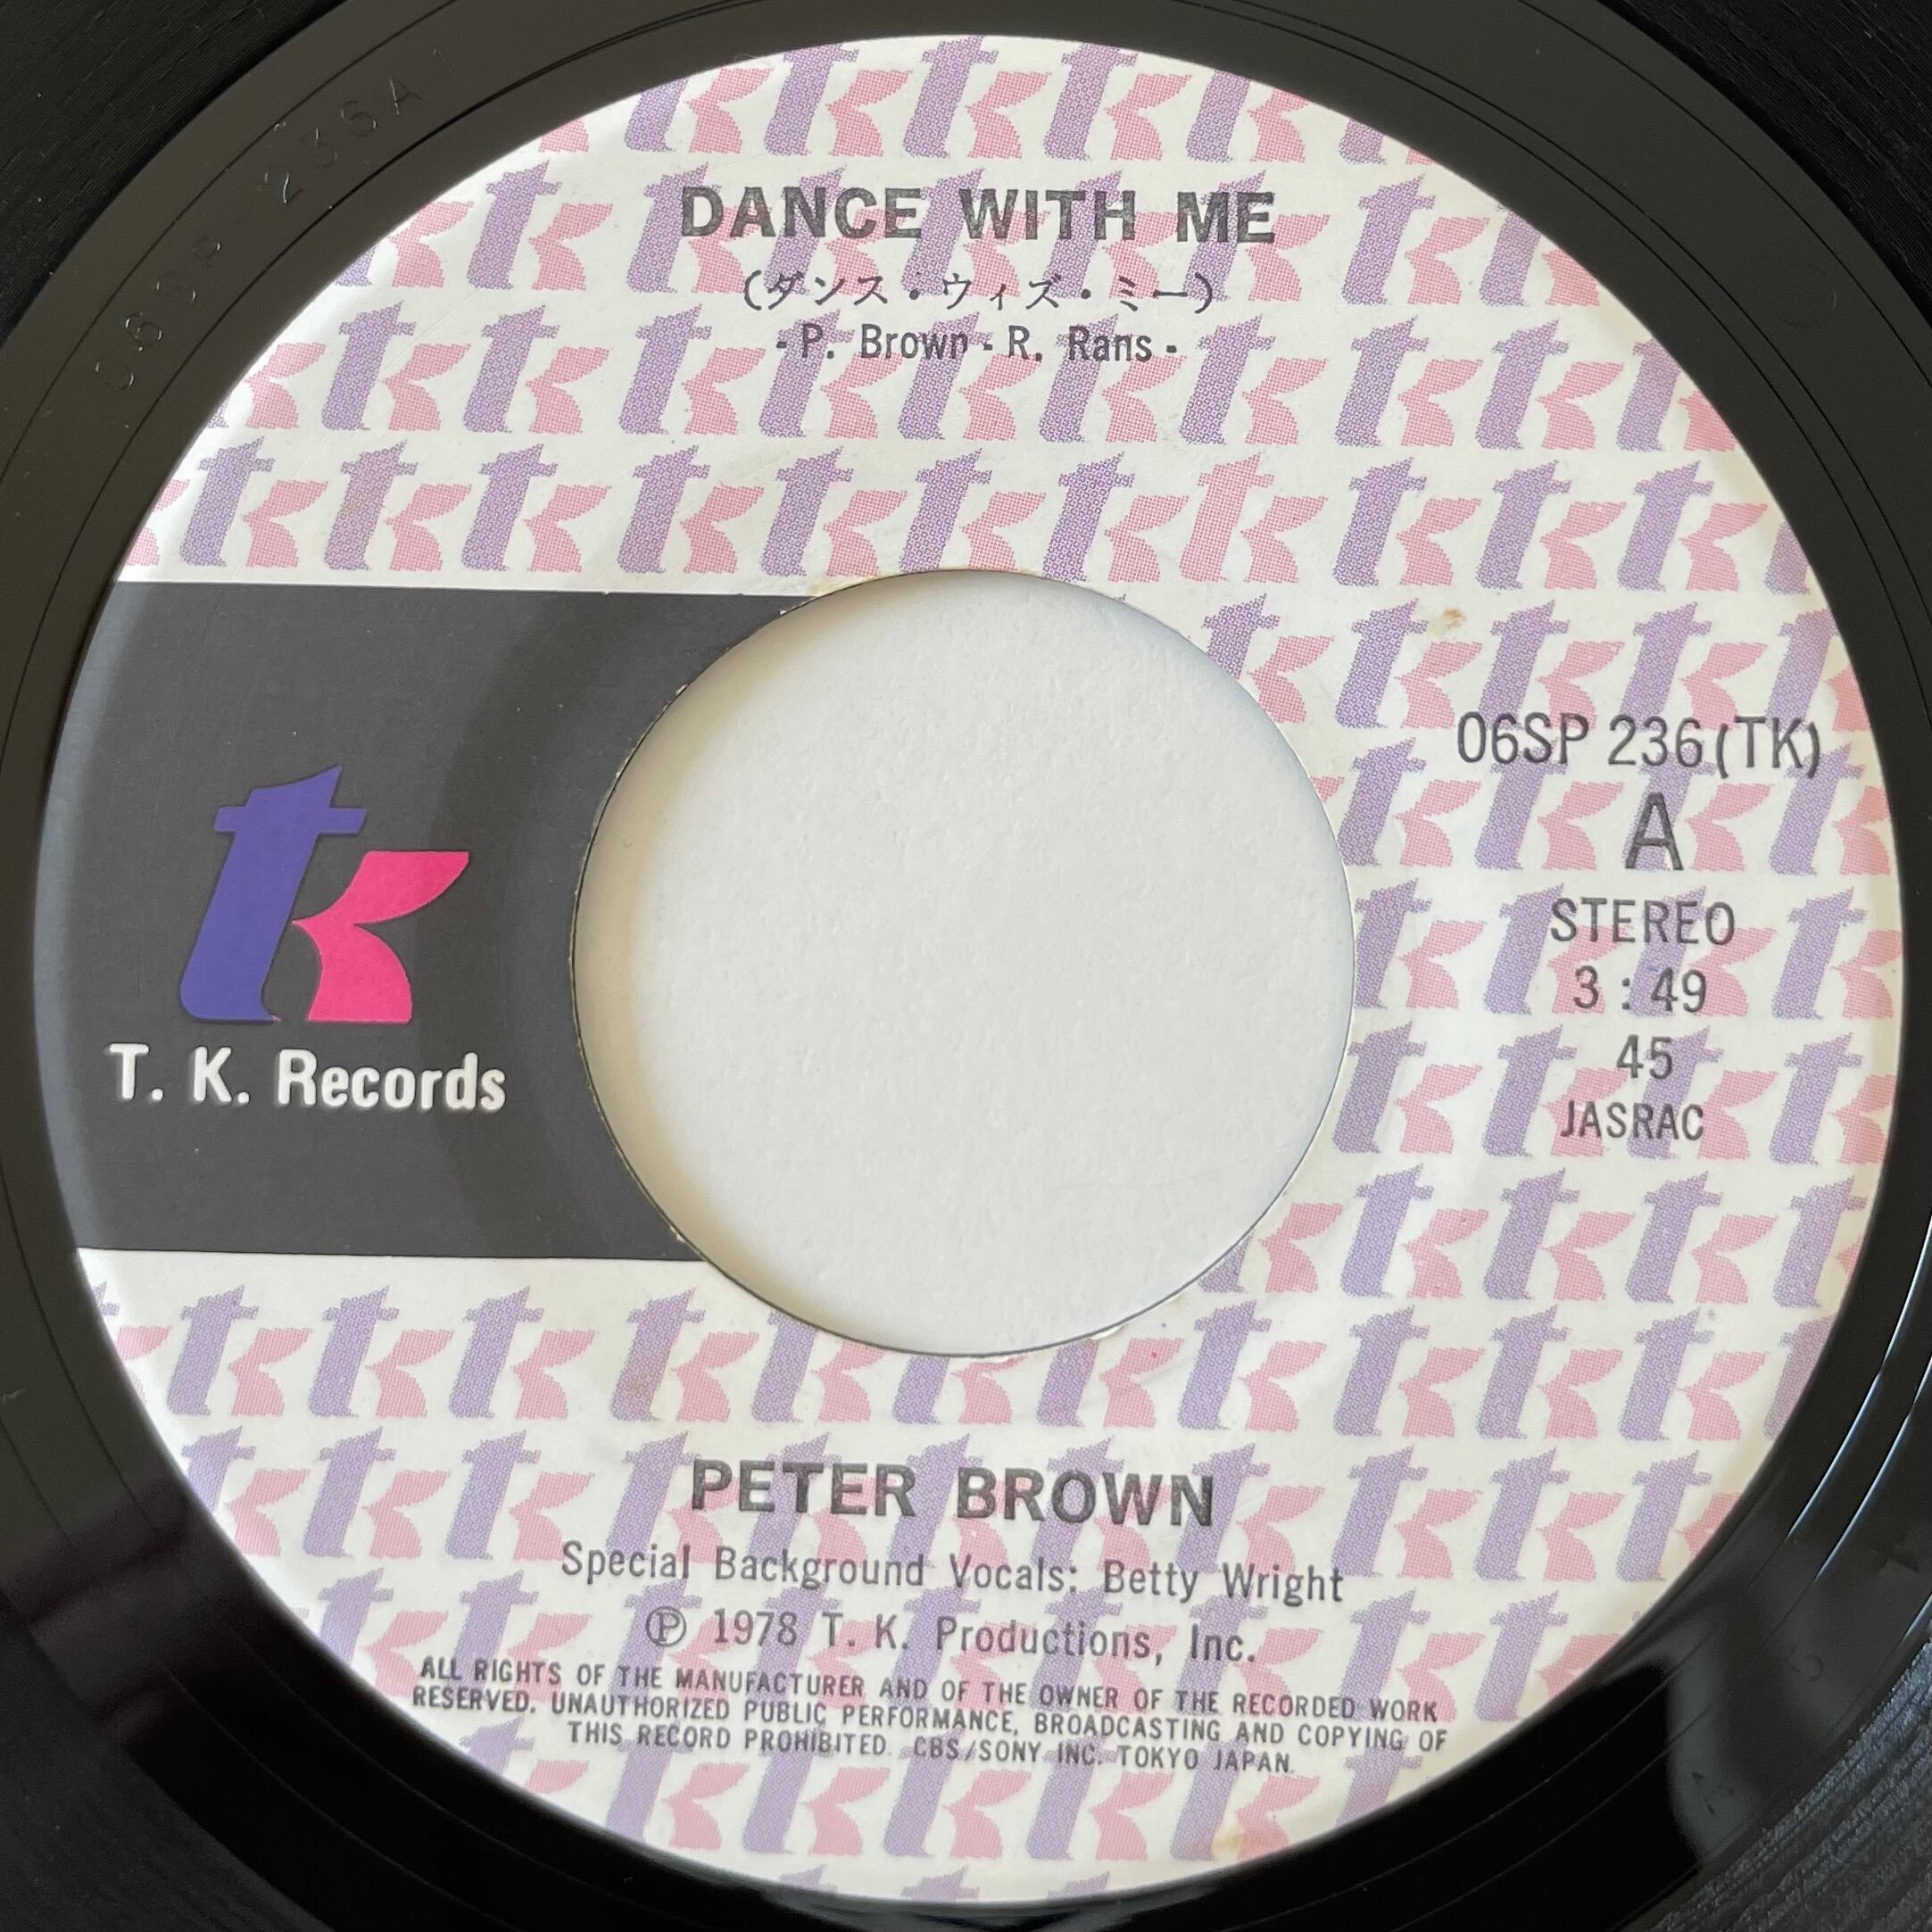 DANCE WITH ME
(ダンス・ウィズ・ミー)
- P. Brown - R. Rans -
tk
T. K. Records
06SP 236(TK)
A
STEREO
3 : 49
45
JASRAC
PETER BROWN
Special Background Vocals: Betty Wright
Ⓟ 1978 T. K. Productions, Inc.
ALL RIGHTS OF THE MANUFACTURER AND OF THE OWNER OF THE RECORDED WORK
RESERVED. UNAUTHORIZED PUBLIC PERFORMANCE, BROADCASTING AND COPYING OF
THIS RECORD PROHIBITED. CBS/SONY INC. TOKYO JAPAN.